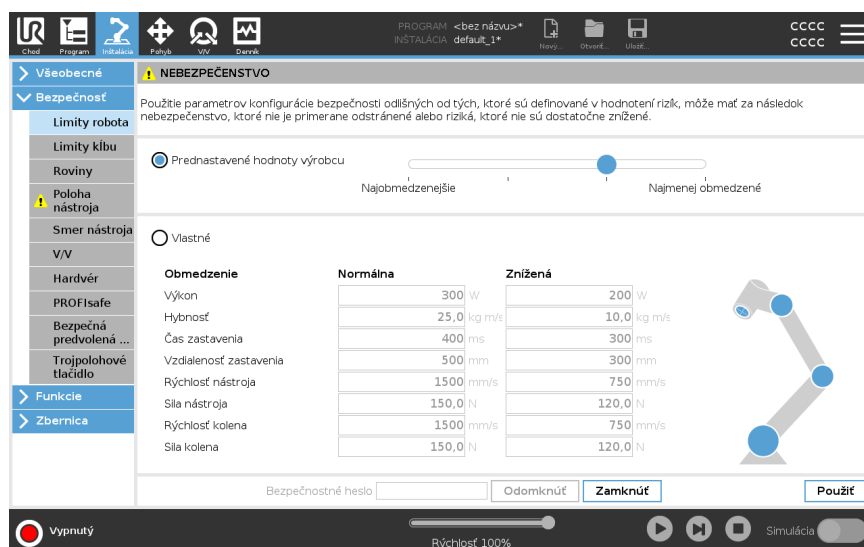 PROGRAM <bez názvu>*
INŠTALÁCIA default_1*
Chod Program Inštalácia Pohyb V/V Denník Nový... Otvoriť... Uložiť...
cccc
cccc
Všeobecné
Bezpečnosť
Limity robota
Limity kĺbu
Roviny
Poloha
nástroja
Smer nástroja
V/V
Hardvér
PROFIsafe
Bezpečná
predvolená ...
Trojpolohové
tlačidlo
Funkcie
Zbernica
NEBEZPEČENSTVO
Použitie parametrov konfigurácie bezpečnosti odlišných od tých, ktoré sú definované v hodnotení rizík, môže mať za následok
nebezpečenstvo, ktoré nie je primerane odstránené alebo riziká, ktoré nie sú dostatočne znížené.
Prednastavené hodnoty výrobcu
Najobmedzenejšie Najmenej obmedzené
Vlastné
Obmedzenie Normálna Znížená
Výkon 300 W 200 W
Hybnosť 25,0 kg m/s 10,0 kg m/s
Čas zastavenia 400 ms 300 ms
Vzdialenosť zastavenia 500 mm 300 mm
Rýchlosť nástroja 1500 mm/s 750 mm/s
Sila nástroja 150,0 N 120,0 N
Rýchlosť kolena 1500 mm/s 750 mm/s
Sila kolena 150,0 N 120,0 N
Bezpečnostné heslo Odomknúť Zamknúť Použiť
Vypnutý Rýchlosť 100% Simulácia